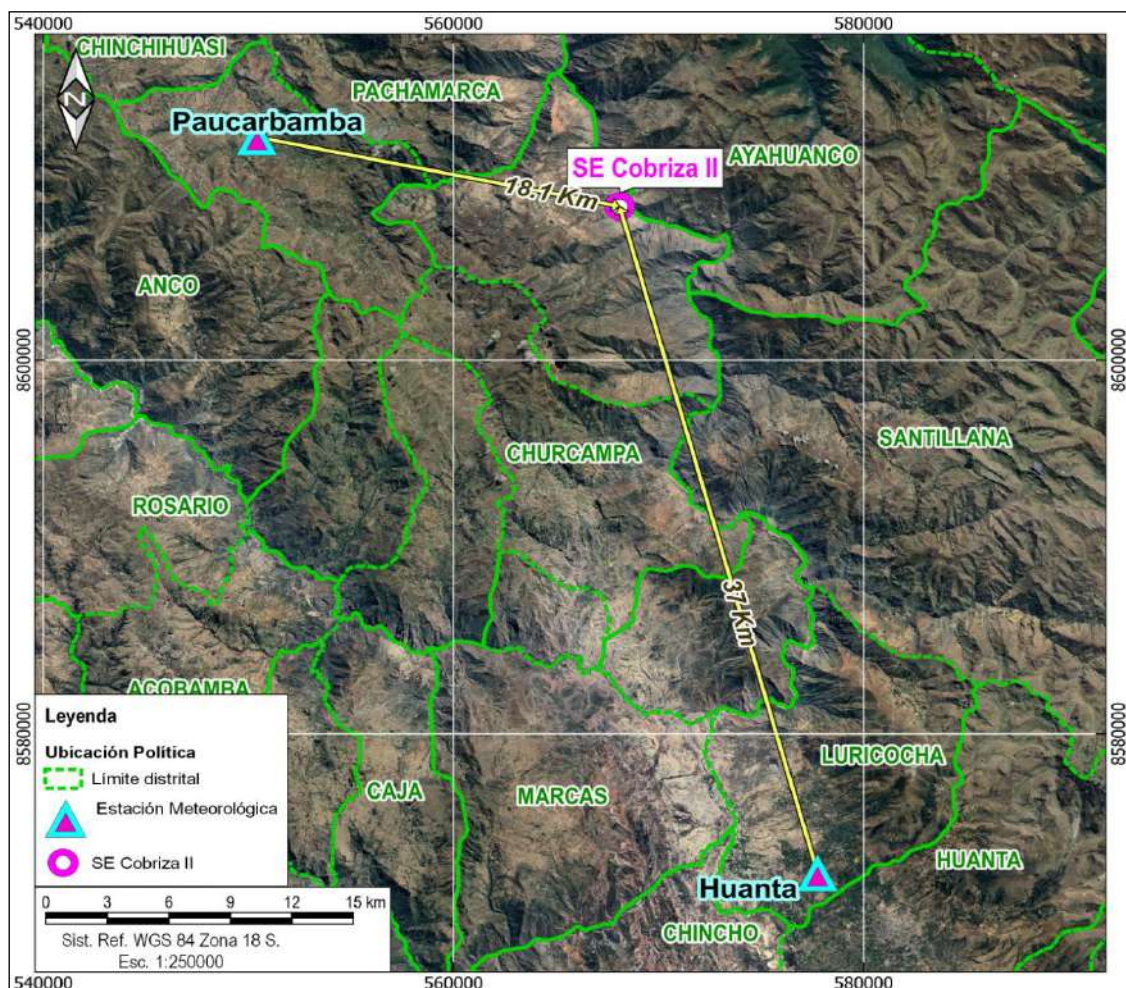 540000
560000
580000
CHINCHIHUASI
PACHAMARCA
N
Paucarbamba
SE Cobriza II
AYAHUANCO
18.1 Km
ANCO
8600000
8600000
CHURCAMPA
SANTILLANA
ROSARIO
37 Km
ACOBAMBA
8580000
8580000
LURICOCHA
CAJA
MARCAS
HUANTA
Huanta
CHINCHO
Leyenda
Ubicación Política
Límite distrital
Estación Meteorológica
SE Cobriza II
0 3 6 9 12 15 km
Sist. Ref. WGS 84 Zona 18 S.
Esc. 1:250000
540000
560000
580000